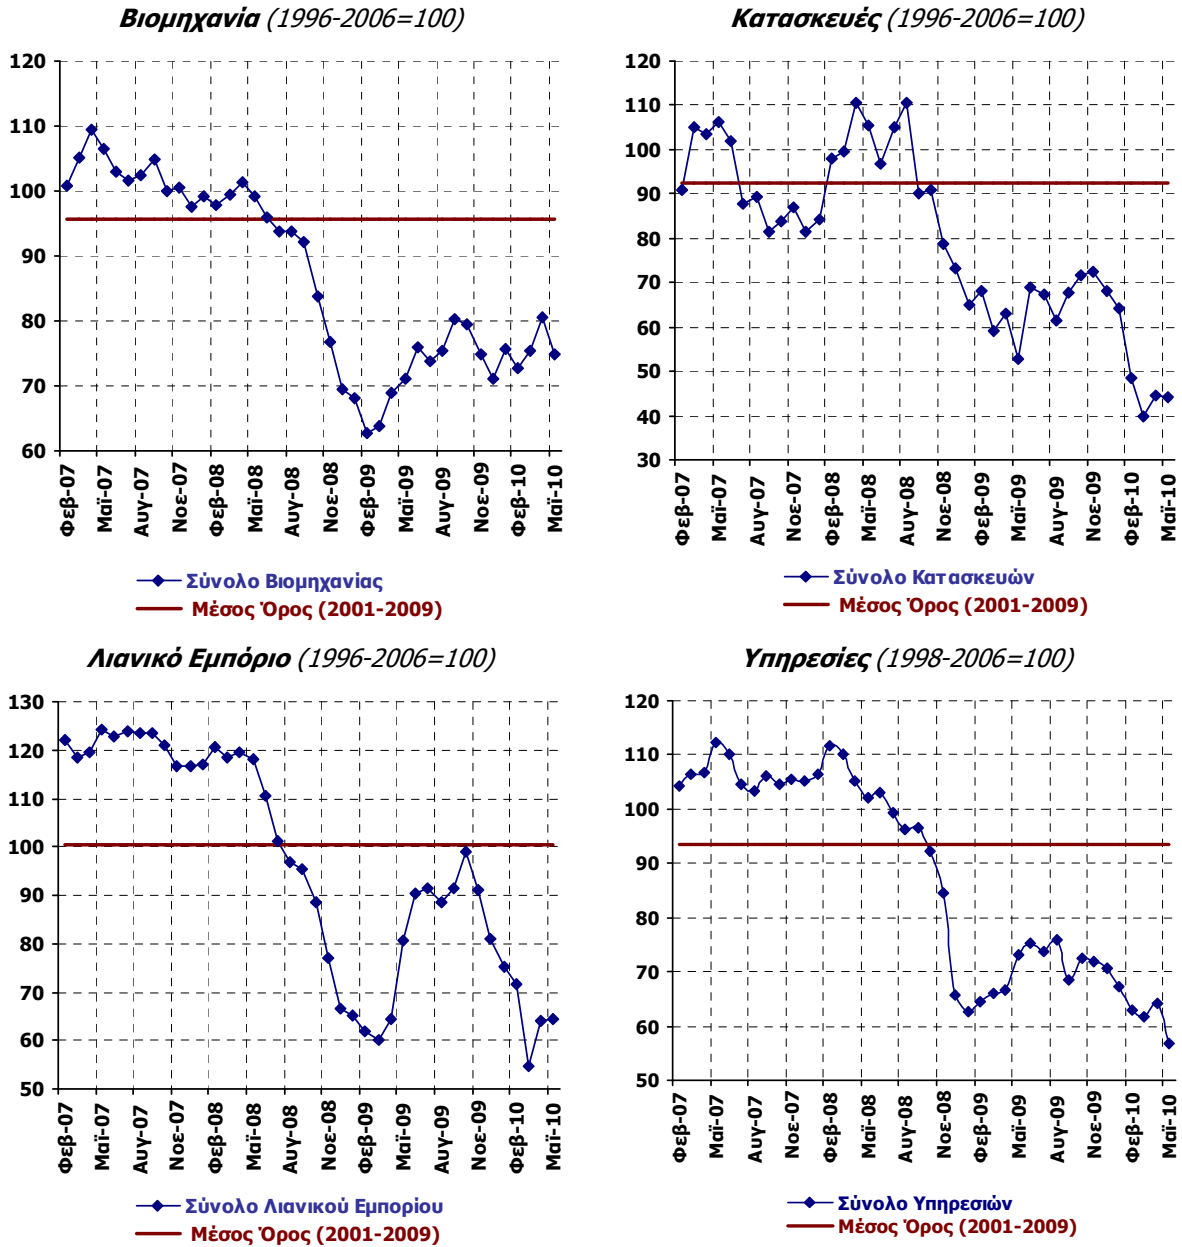 Βιομηχανία (1996-2006=100)
120
110
100
90
80
70
60
Φεβ-07
Μαϊ-07
Αυγ-07
Νοε-07
Φεβ-08
Μαϊ-08
Αυγ-08
Νοε-08
Φεβ-09
Μαϊ-09
Αυγ-09
Νοε-09
Φεβ-10
Μαϊ-10
Σύνολο Βιομηχανίας
Μέσος Όρος (2001-2009)
Κατασκευές (1996-2006=100)
120
110
100
90
80
70
60
50
40
30
Φεβ-07
Μαϊ-07
Αυγ-07
Νοε-07
Φεβ-08
Μαϊ-08
Αυγ-08
Νοε-08
Φεβ-09
Μαϊ-09
Αυγ-09
Νοε-09
Φεβ-10
Μαϊ-10
Σύνολο Κατασκευών
Μέσος Όρος (2001-2009)
Λιανικό Εμπόριο (1996-2006=100)
130
120
110
100
90
80
70
60
50
Φεβ-07
Μαϊ-07
Αυγ-07
Νοε-07
Φεβ-08
Μαϊ-08
Αυγ-08
Νοε-08
Φεβ-09
Μαϊ-09
Αυγ-09
Νοε-09
Φεβ-10
Μαϊ-10
Σύνολο Λιανικού Εμπορίου
Μέσος Όρος (2001-2009)
Υπηρεσίες (1998-2006=100)
120
110
100
90
80
70
60
50
Φεβ-07
Μαϊ-07
Αυγ-07
Νοε-07
Φεβ-08
Μαϊ-08
Αυγ-08
Νοε-08
Φεβ-09
Μαϊ-09
Αυγ-09
Νοε-09
Φεβ-10
Μαϊ-10
Σύνολο Υπηρεσιών
Μέσος Όρος (2001-2009)